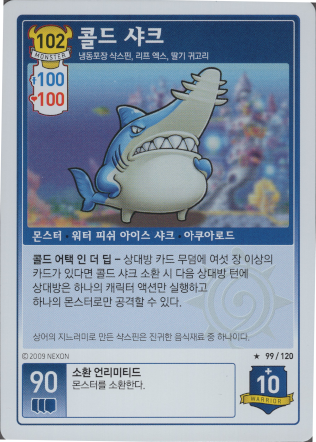 102
MONSTER
콜드 샤크
냉동포장 샥스핀, 리프 엑스, 딸기 귀고리
100
100
몬스터 · 워터 피쉬 아이스 샤크 · 아쿠아로드
콜드 어택 인 더 딥 – 상대방 카드 무덤에 여섯 장 이상의
카드가 있다면 콜드 샤크 소환 시 다음 상대방 턴에
상대방은 하나의 캐릭터 액션만 실행하고
하나의 몬스터로만 공격할 수 있다.
상어의 지느러미로 만든 샥스핀은 진귀한 음식재료 중 하나이다.
© 2009 NEXON
★ 99 / 120
90
소환 언리미티드
몬스터를 소환한다.
+
10
WARRIOR